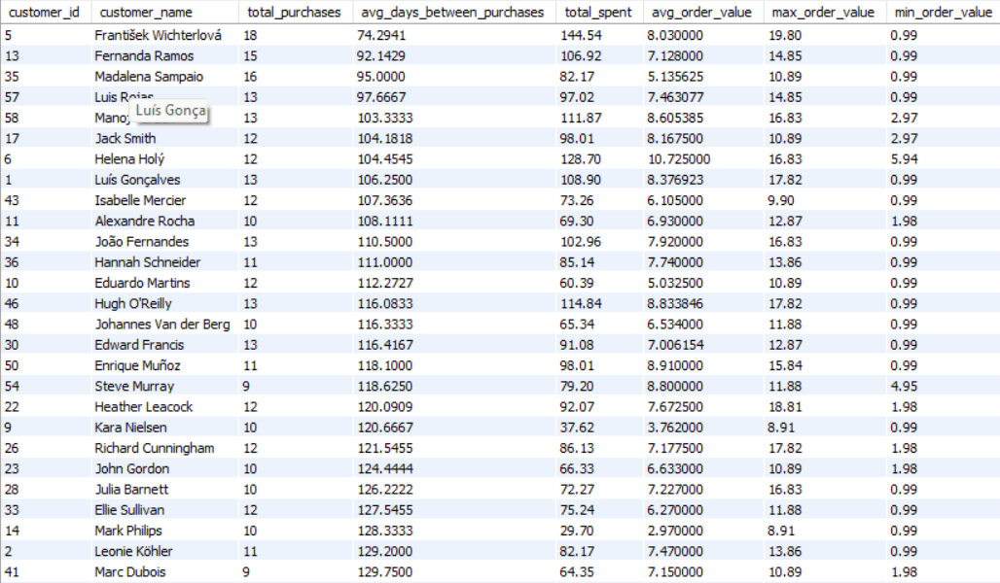 customer_id customer_name total_purchases avg_days_between_purchases total_spent avg_order_value max_order_value min_order_value
5 František Wichterlová 18 74.2941 144.54 8.030000 19.80 0.99
13 Fernanda Ramos 15 92.1429 106.92 7.128000 14.85 0.99
35 Madalena Sampaio 16 95.0000 82.17 5.135625 10.89 0.99
57 Luis Rojas 13 97.6667 97.02 7.463077 14.85 0.99
Luís Gonça
58 Manoj 13 103.3333 111.87 8.605385 16.83 2.97
17 Jack Smith 12 104.1818 98.01 8.167500 10.89 2.97
6 Helena Holý 12 104.4545 128.70 10.725000 16.83 5.94
1 Luís Gonçalves 13 106.2500 108.90 8.376923 17.82 0.99
43 Isabelle Mercier 12 107.3636 73.26 6.105000 9.90 0.99
11 Alexandre Rocha 10 108.1111 69.30 6.930000 12.87 1.98
34 João Fernandes 13 110.5000 102.96 7.920000 16.83 0.99
36 Hannah Schneider 11 111.0000 85.14 7.740000 13.86 0.99
10 Eduardo Martins 12 112.2727 60.39 5.032500 10.89 0.99
46 Hugh O'Reilly 13 116.0833 114.84 8.833846 17.82 0.99
48 Johannes Van der Berg 10 116.3333 65.34 6.534000 11.88 0.99
30 Edward Francis 13 116.4167 91.08 7.006154 12.87 0.99
50 Enrique Muñoz 11 118.1000 98.01 8.910000 15.84 0.99
54 Steve Murray 9 118.6250 79.20 8.800000 11.88 4.95
22 Heather Leacock 12 120.0909 92.07 7.672500 18.81 1.98
9 Kara Nielsen 10 120.6667 37.62 3.762000 8.91 0.99
26 Richard Cunningham 12 121.5455 86.13 7.177500 17.82 1.98
23 John Gordon 10 124.4444 66.33 6.633000 10.89 1.98
28 Julia Barnett 10 126.2222 72.27 7.227000 16.83 0.99
33 Ellie Sullivan 12 127.5455 75.24 6.270000 11.88 0.99
14 Mark Philips 10 128.3333 29.70 2.970000 8.91 0.99
2 Leonie Köhler 11 129.2000 82.17 7.470000 13.86 0.99
41 Marc Dubois 9 129.7500 64.35 7.150000 10.89 1.98